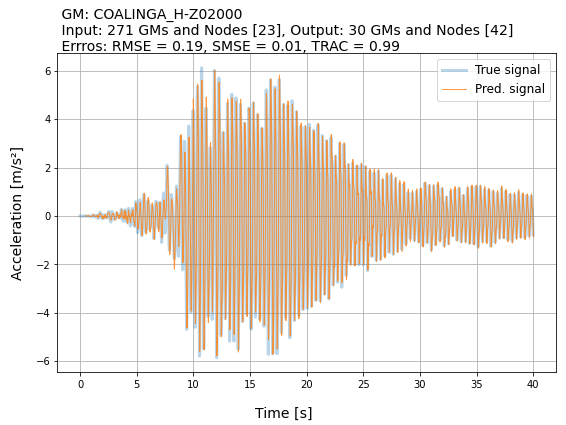 GM: COALINGA_H-Z02000
Input: 271 GMs and Nodes [23], Output: 30 GMs and Nodes [42]
Errros: RMSE = 0.19, SMSE = 0.01, TRAC = 0.99
True signal
Pred. signal
6
4
2
0
−2
−4
−6
Acceleration [m/s²]
0 5 10 15 20 25 30 35 40
Time [s]